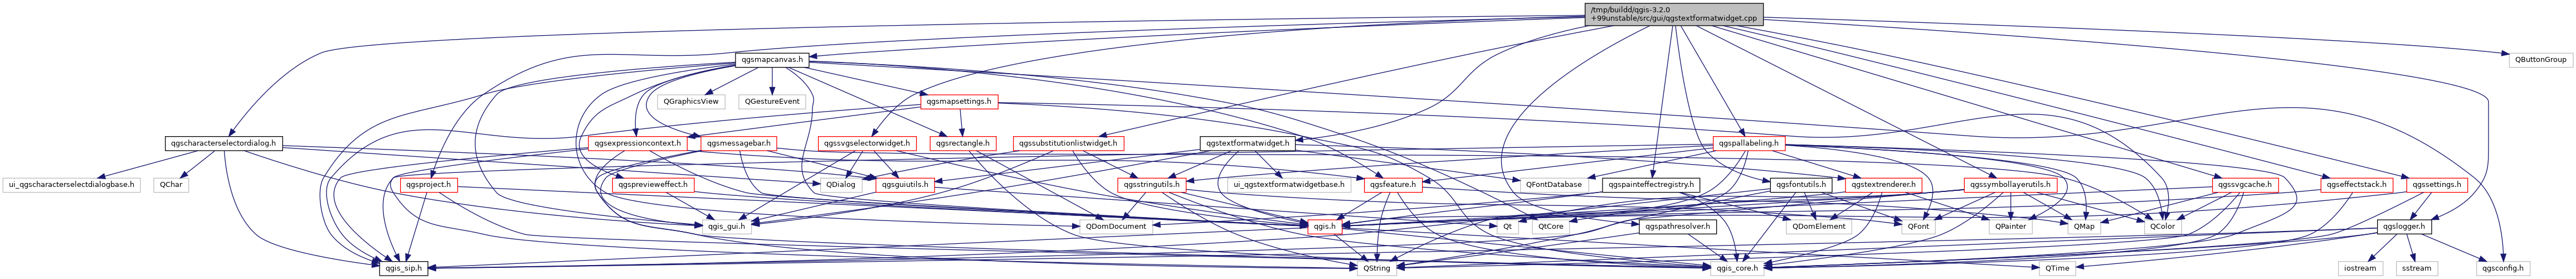 /tmp/buildd/qgis-3.2.0
+99unstable/src/gui/qgstextformatwidget.cpp
qgsmapcanvas.h
QButtonGroup
QGraphicsView
QGestureEvent
qgsmapsettings.h
qgscharacterselectordialog.h
qgsexpressioncontext.h
qgsmessagebar.h
qgssvgselectorwidget.h
qgsrectangle.h
qgssubstitutionlistwidget.h
qgstextformatwidget.h
qgspallabeling.h
ui_qgscharacterselectdialogbase.h
QChar
qgsproject.h
qgsprevieweffect.h
QDialog
qgsguiutils.h
qgsstringutils.h
ui_qgstextformatwidgetbase.h
qgsfeature.h
QFontDatabase
qgspainteffectregistry.h
qgsfontutils.h
qgstextrenderer.h
qgssymbollayerutils.h
qgssvgcache.h
qgseffectstack.h
qgssettings.h
qgis_gui.h
QDomDocument
qgis.h
Qt
QtCore
qgspathresolver.h
QDomElement
QFont
QPainter
QMap
QColor
qgslogger.h
qgis_sip.h
QString
qgis_core.h
QTime
iostream
sstream
qgsconfig.h